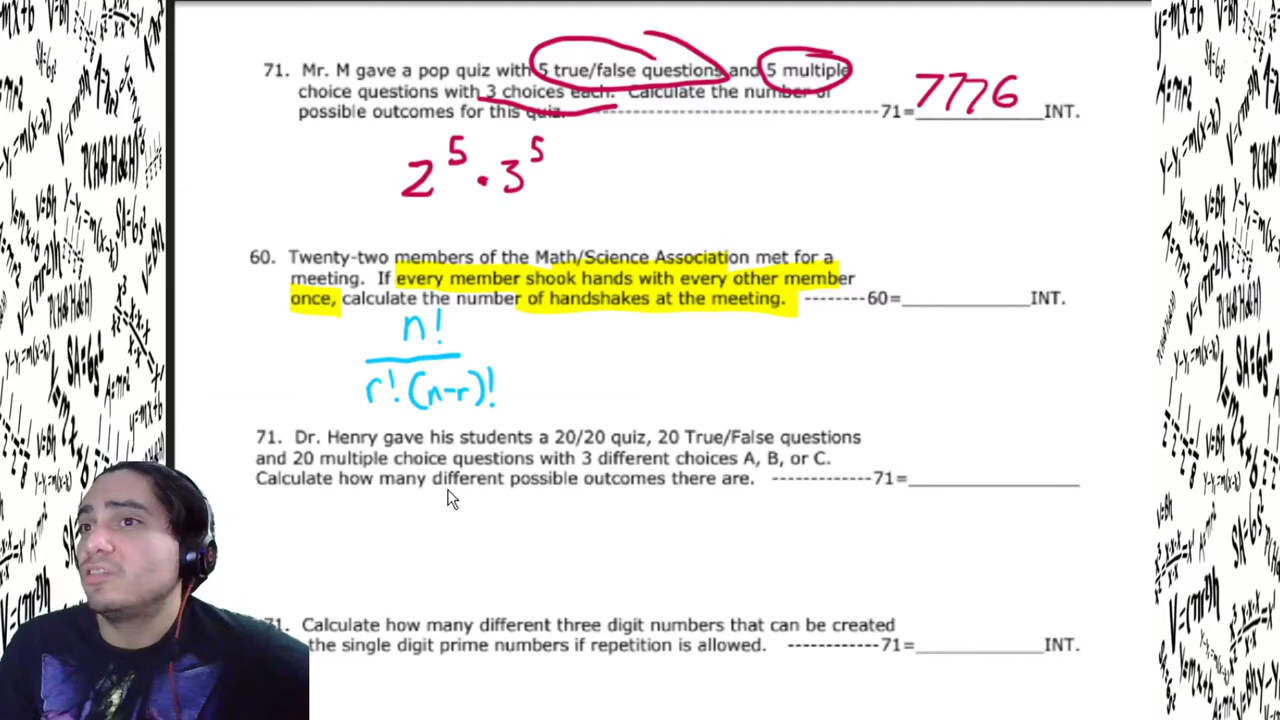 71. Mr. M gave a pop quiz with 5 true/false questions and 5 multiple
choice questions with 3 choices each. Calculate the number of
possible outcomes for this quiz. ---------------------------------------71= 7776 INT.
2^5 · 3^5
60. Twenty-two members of the Math/Science Association met for a
meeting. If every member shook hands with every other member
once, calculate the number of handshakes at the meeting. --------60=____________INT.
n!
r!·(n-r)!
71. Dr. Henry gave his students a 20/20 quiz, 20 True/False questions
and 20 multiple choice questions with 3 different choices A, B, or C.
Calculate how many different possible outcomes there are. -------------71=________________
71. Calculate how many different three digit numbers that can be created
the single digit prime numbers if repetition is allowed. ------------71=____________INT.